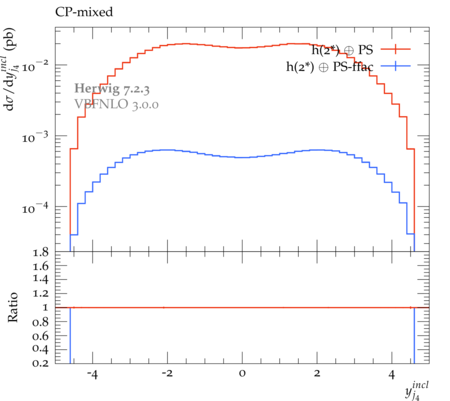 CP-mixed
dσ/dy_{j_4}^{incl} (pb)
h(2*) ⊕ PS
h(2*) ⊕ PS-ffac
Herwig 7.2.3
VBFNLO 3.0.0
10^{-2}
10^{-3}
10^{-4}
Ratio
1.8
1.6
1.4
1.2
1
0.8
0.6
0.4
0.2
-4 -2 0 2 4
y_{j_4}^{incl}